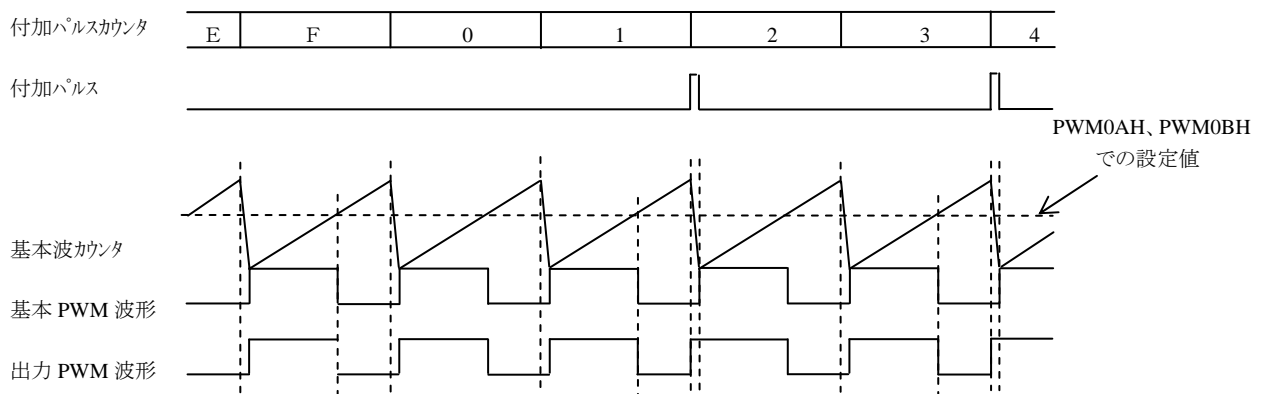 付加パルスカウンタ
E F 0 1 2 3 4
付加パルス
PWM0AH、PWM0BH
での設定値
基本波カウンタ
基本 PWM 波形
出力 PWM 波形